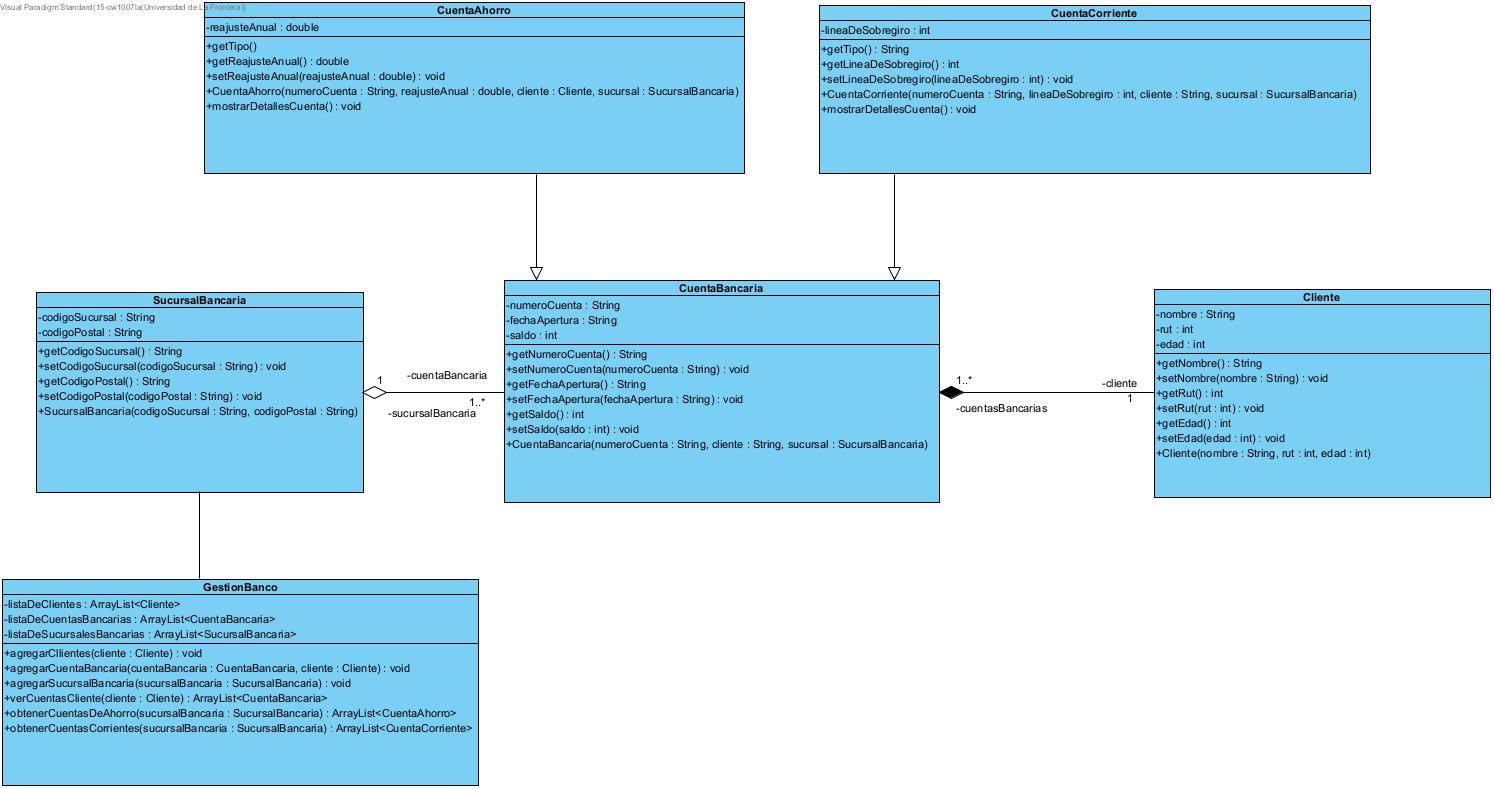 Visual Paradigm Standard(15-cw1007la(Universidad de La Frontera))
CuentaAhorro
-reajusteAnual : double
+getTipo()
+getReajusteAnual() : double
+setReajusteAnual(reajusteAnual : double) : void
+CuentaAhorro(numeroCuenta : String, reajusteAnual : double, cliente : Cliente, sucursal : SucursalBancaria)
+mostrarDetallesCuenta() : void
CuentaCorriente
-lineaDeSobregiro : int
+getTipo() : String
+getLineaDeSobregiro() : int
+setLineaDeSobregiro(lineaDeSobregiro : int) : void
+CuentaCorriente(numeroCuenta : String, lineaDeSobregiro : int, cliente : String, sucursal : SucursalBancaria)
+mostrarDetallesCuenta() : void
SucursalBancaria
-codigoSucursal : String
-codigoPostal : String
+getCodigoSucursal() : String
+setCodigoSucursal(codigoSucursal : String) : void
+getCodigoPostal() : String
+setCodigoPostal(codigoPostal : String) : void
+SucursalBancaria(codigoSucursal : String, codigoPostal : String)
1
-cuentaBancaria
1..*
-sucursalBancaria
CuentaBancaria
-numeroCuenta : String
-fechaApertura : String
-saldo : int
+getNumeroCuenta() : String
+setNumeroCuenta(numeroCuenta : String) : void
+getFechaApertura() : String
+setFechaApertura(fechaApertura : String) : void
+getSaldo() : int
+setSaldo(saldo : int) : void
+CuentaBancaria(numeroCuenta : String, cliente : String, sucursal : SucursalBancaria)
1..*
-cliente
1
-cuentasBancarias
Cliente
-nombre : String
-rut : int
-edad : int
+getNombre() : String
+setNombre(nombre : String) : void
+getRut() : int
+setRut(rut : int) : void
+getEdad() : int
+setEdad(edad : int) : void
+Cliente(nombre : String, rut : int, edad : int)
GestionBanco
-listaDeClientes : ArrayList<Cliente>
-listaDeCuentasBancarias : ArrayList<CuentaBancaria>
-listaDeSucursalesBancarias : ArrayList<SucursalBancaria>
+agregarCllientes(cliente : Cliente) : void
+agregarCuentaBancaria(cuentaBancaria : CuentaBancaria, cliente : Cliente) : void
+agregarSucursalBancaria(sucursalBancaria : SucursalBancaria) : void
+verCuentasCliente(cliente : Cliente) : ArrayList<CuentaBancaria>
+obtenerCuentasDeAhorro(sucursalBancaria : SucursalBancaria) : ArrayList<CuentaAhorro>
+obtenerCuentasCorrientes(sucursalBancaria : SucursalBancaria) : ArrayList<CuentaCorriente>